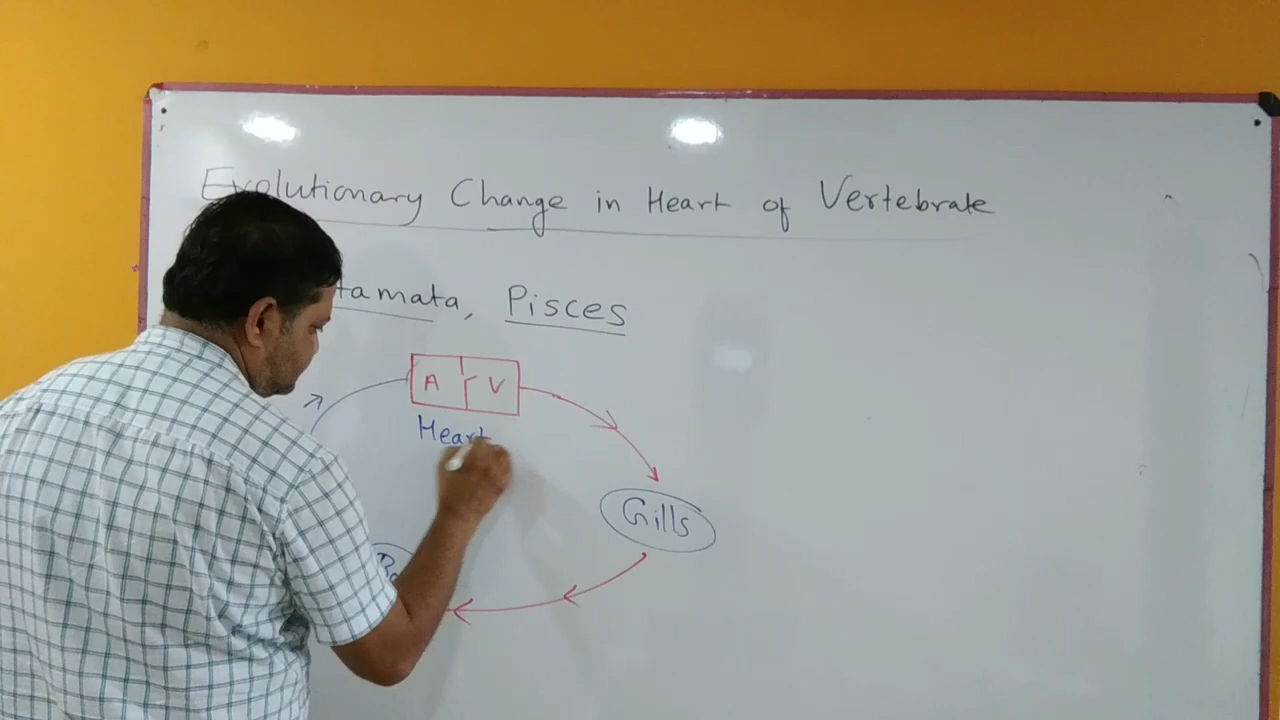 Evolutionary Change in Heart of Vertebrate
tamata, Pisces
A V
Heart
Gills